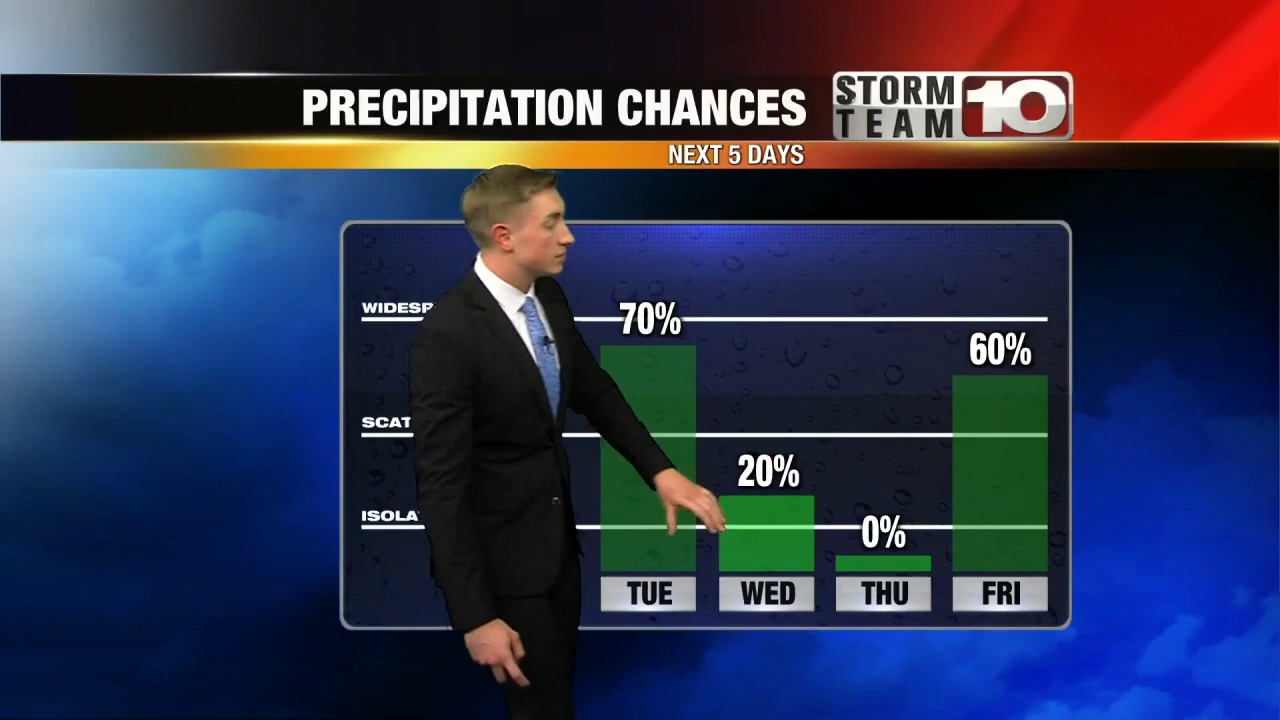 PRECIPITATION CHANCES
STORM
TEAM
10
NEXT 5 DAYS
70%
60%
20%
0%
TUE
WED
THU
FRI